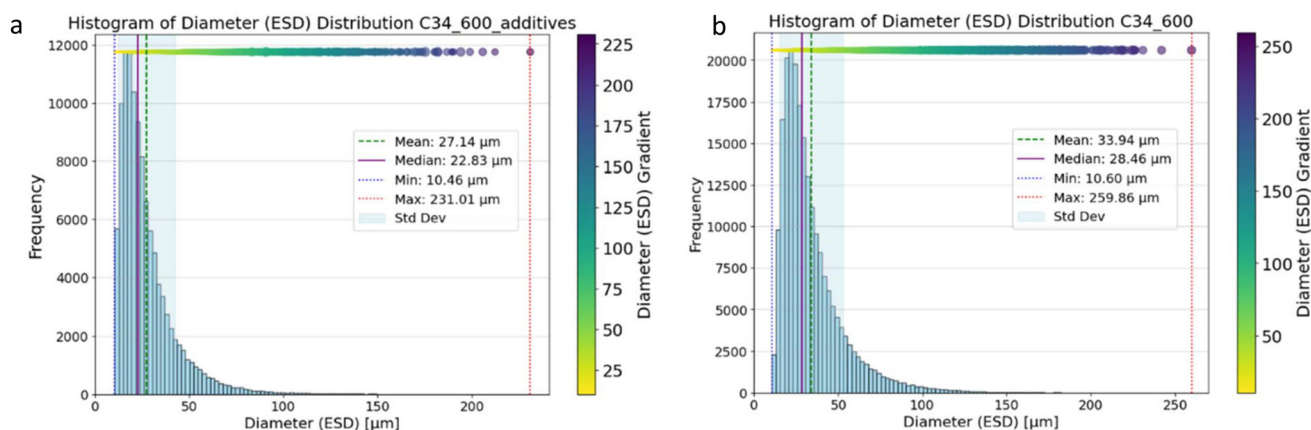 a
Histogram of Diameter (ESD) Distribution C34_600_additives
12000
10000
8000
6000
4000
2000
0
Frequency
Mean: 27.14 μm
Median: 22.83 μm
Min: 10.46 μm
Max: 231.01 μm
Std Dev
0 50 100 150 200
Diameter (ESD) [μm]
225
200
175
150
125
100
75
50
25
Diameter (ESD) Gradient
b
Histogram of Diameter (ESD) Distribution C34_600
20000
17500
15000
12500
10000
7500
5000
2500
0
Frequency
Mean: 33.94 μm
Median: 28.46 μm
Min: 10.60 μm
Max: 259.86 μm
Std Dev
0 50 100 150 200 250
Diameter (ESD) [μm]
250
200
150
100
50
Diameter (ESD) Gradient